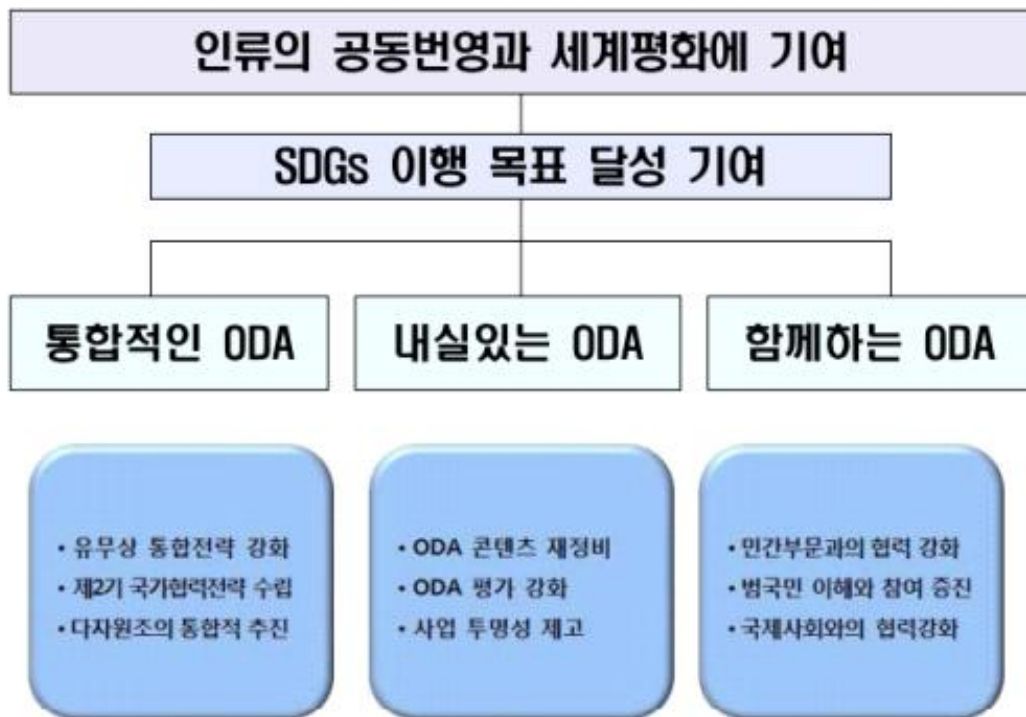 인류의 공동번영과 세계평화에 기여
SDGs 이행 목표 달성 기여
통합적인 ODA
내실있는 ODA
함께하는 ODA
• 유무상 통합전략 강화
• 제2기 국가협력전략 수립
• 다자원조의 통합적 추진
• ODA 콘텐츠 재정비
• ODA 평가 강화
• 사업 투명성 제고
• 민간부문과의 협력 강화
• 범국민 이해와 참여 증진
• 국제사회와의 협력강화